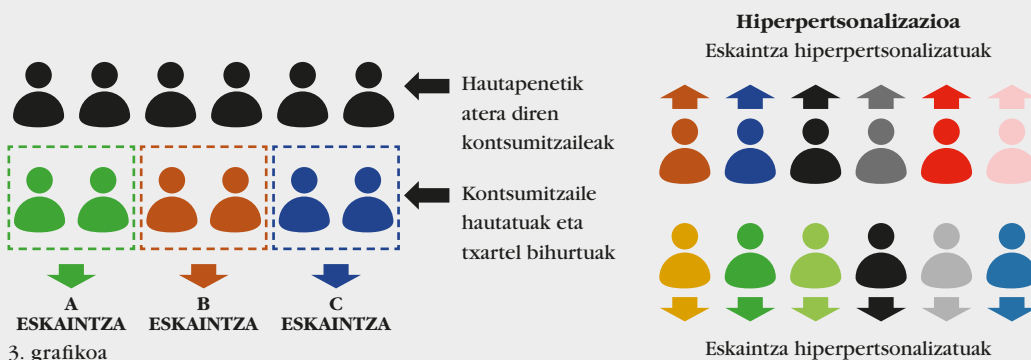 Hautapenetik
atera diren
kontsumitzaileak
Kontsumitzaile
hautatuak eta
txartel bihurtuak
A
ESKAINTZA
B
ESKAINTZA
C
ESKAINTZA
3. grafikoa
Hiperpertsonalizazioa
Eskaintza hiperpertsonalizatuak
Eskaintza hiperpertsonalizatuak